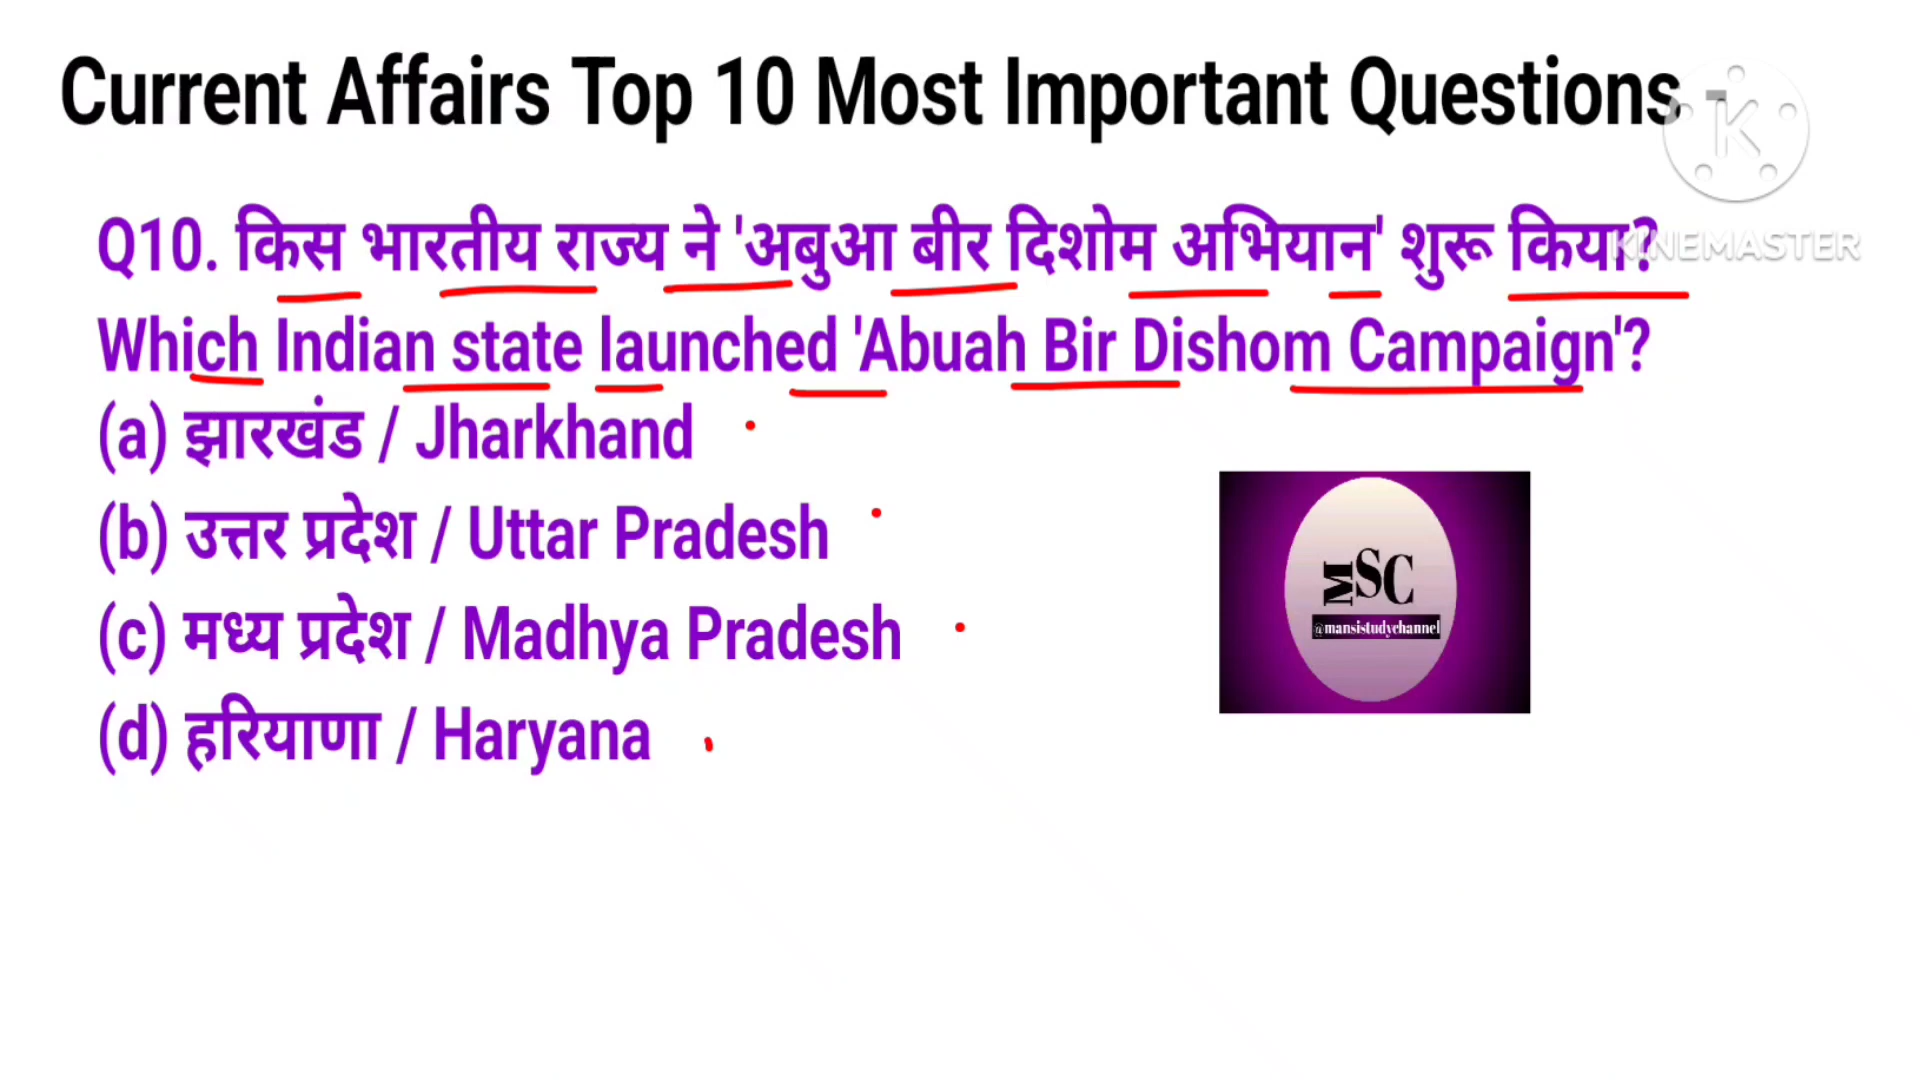 Current Affairs Top 10 Most Important Questions -
Q10. किस भारतीय राज्य ने 'अबुआ बीर दिशोम अभियान' शुरू किया?
KINEMASTER
Which Indian state launched 'Abuah Bir Dishom Campaign'?
(a) झारखंड / Jharkhand
(b) उत्तर प्रदेश / Uttar Pradesh
(c) मध्य प्रदेश / Madhya Pradesh
(d) हरियाणा / Haryana
MSC
@mansistudychannel